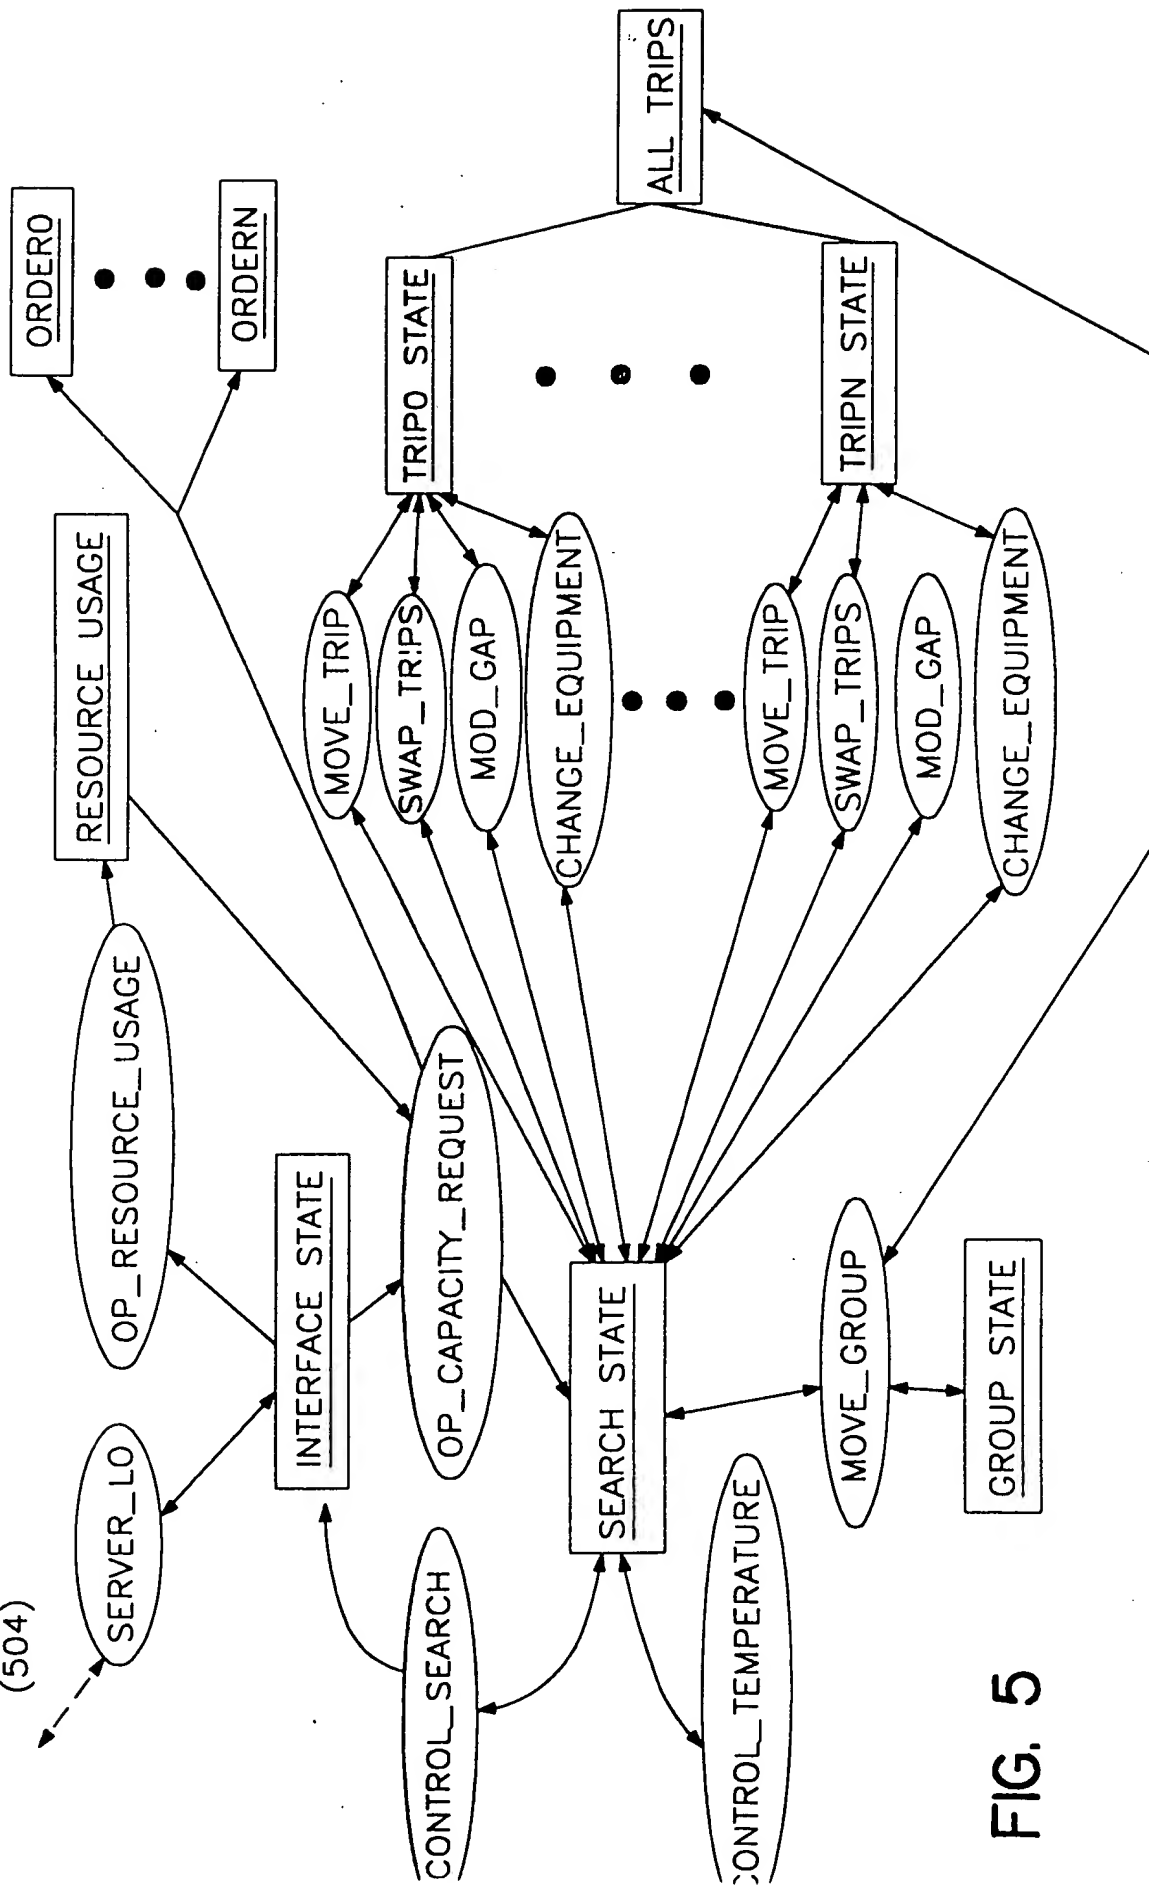 (504)
SERVER_LO
OP_RESOURCE_USAGE
RESOURCE USAGE
ORDER0
ORDERN
INTERFACE STATE
CONTROL_SEARCH
OP_CAPACITY_REQUEST
MOVE_TRIP
SWAP_TRIPS
MOD_GAP
CHANGE_EQUIPMENT
TRIP0 STATE
ALL TRIPS
SEARCH STATE
CONTROL_TEMPERATURE
MOVE_TRIP
SWAP_TRIPS
MOD_GAP
CHANGE_EQUIPMENT
TRIPN STATE
MOVE_GROUP
GROUP STATE
FIG. 5